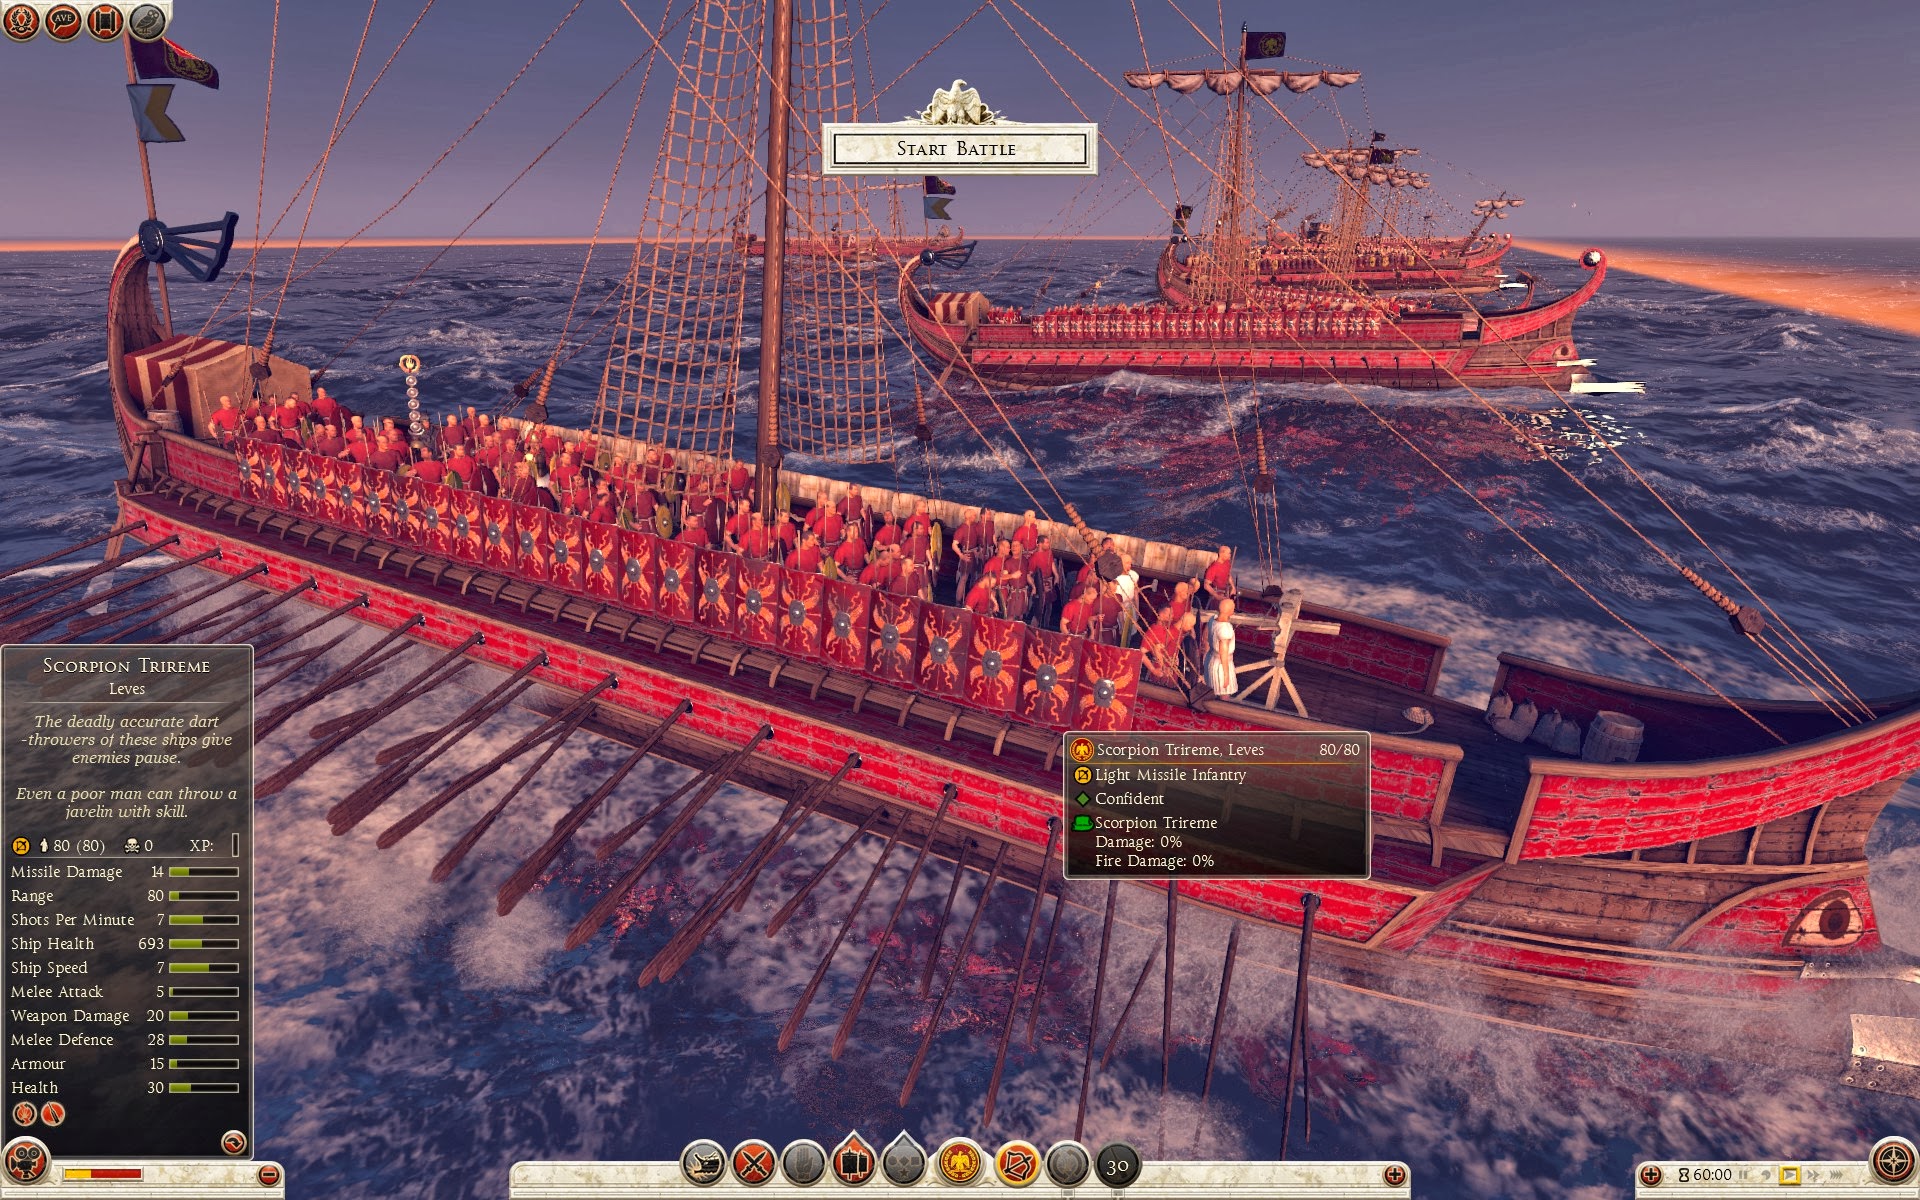 AVE
START BATTLE
SCORPION TRIREME
Leves
The deadly accurate dart
-throwers of these ships give
enemies pause.
Even a poor man can throw a
javelin with skill.
80 (80) 0 XP:
Missile Damage 14
Range 80
Shots Per Minute 7
Ship Health 693
Ship Speed 7
Melee Attack 5
Weapon Damage 20
Melee Defence 28
Armour 15
Health 30
Scorpion Trireme, Leves 80/80
Light Missile Infantry
Confident
Scorpion Trireme
Damage: 0%
Fire Damage: 0%
30
60:00